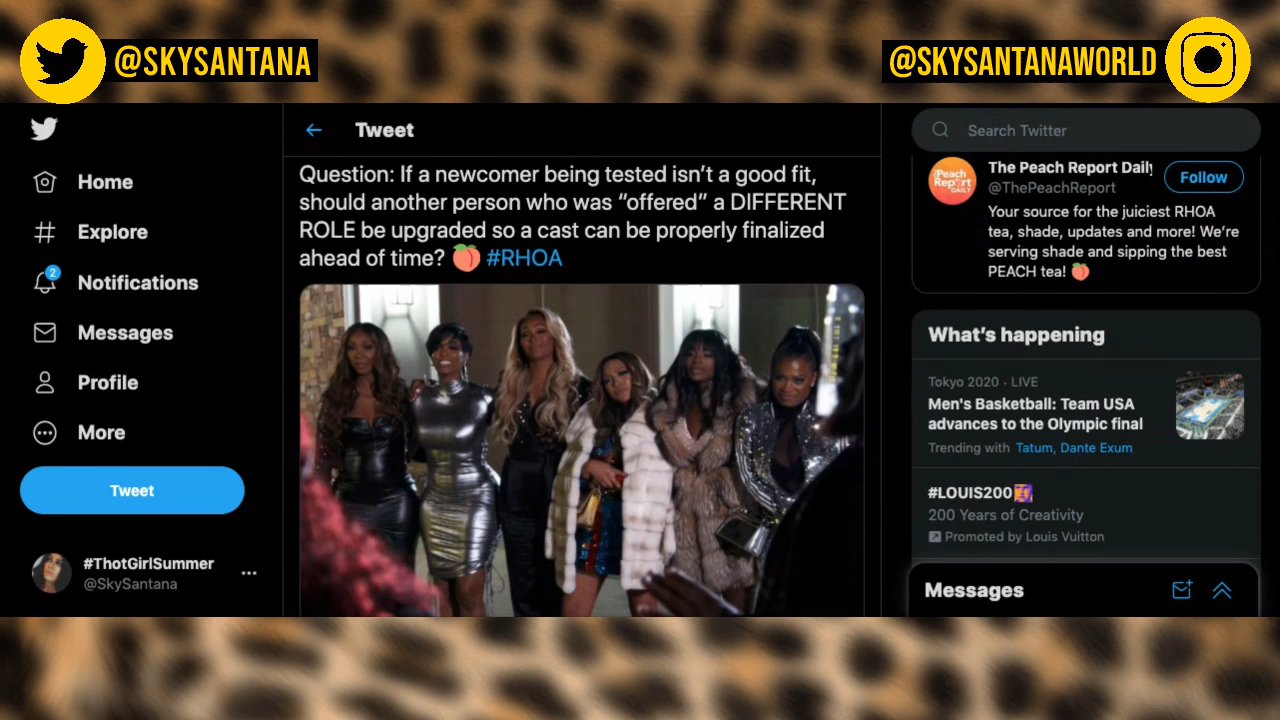 @SKYSANTANA
@SKYSANTANAWORLD
Home
Explore
2
Notifications
Messages
Profile
More
Tweet
#ThotGirlSummer
@SkySantana
Tweet
Question: If a newcomer being tested isn’t a good fit,
should another person who was “offered” a DIFFERENT
ROLE be upgraded so a cast can be properly finalized
ahead of time? 🍑 #RHOA
Search Twitter
Peach
Report
DAILY
The Peach Report Daily
@ThePeachReport
Follow
Your source for the juiciest RHOA
tea, shade, updates and more! We’re
serving shade and sipping the best
PEACH tea! 🍑
What’s happening
Tokyo 2020 · LIVE
Men's Basketball: Team USA
advances to the Olympic final
Trending with Tatum, Dante Exum
#LOUIS200
200 Years of Creativity
Promoted by Louis Vuitton
Messages